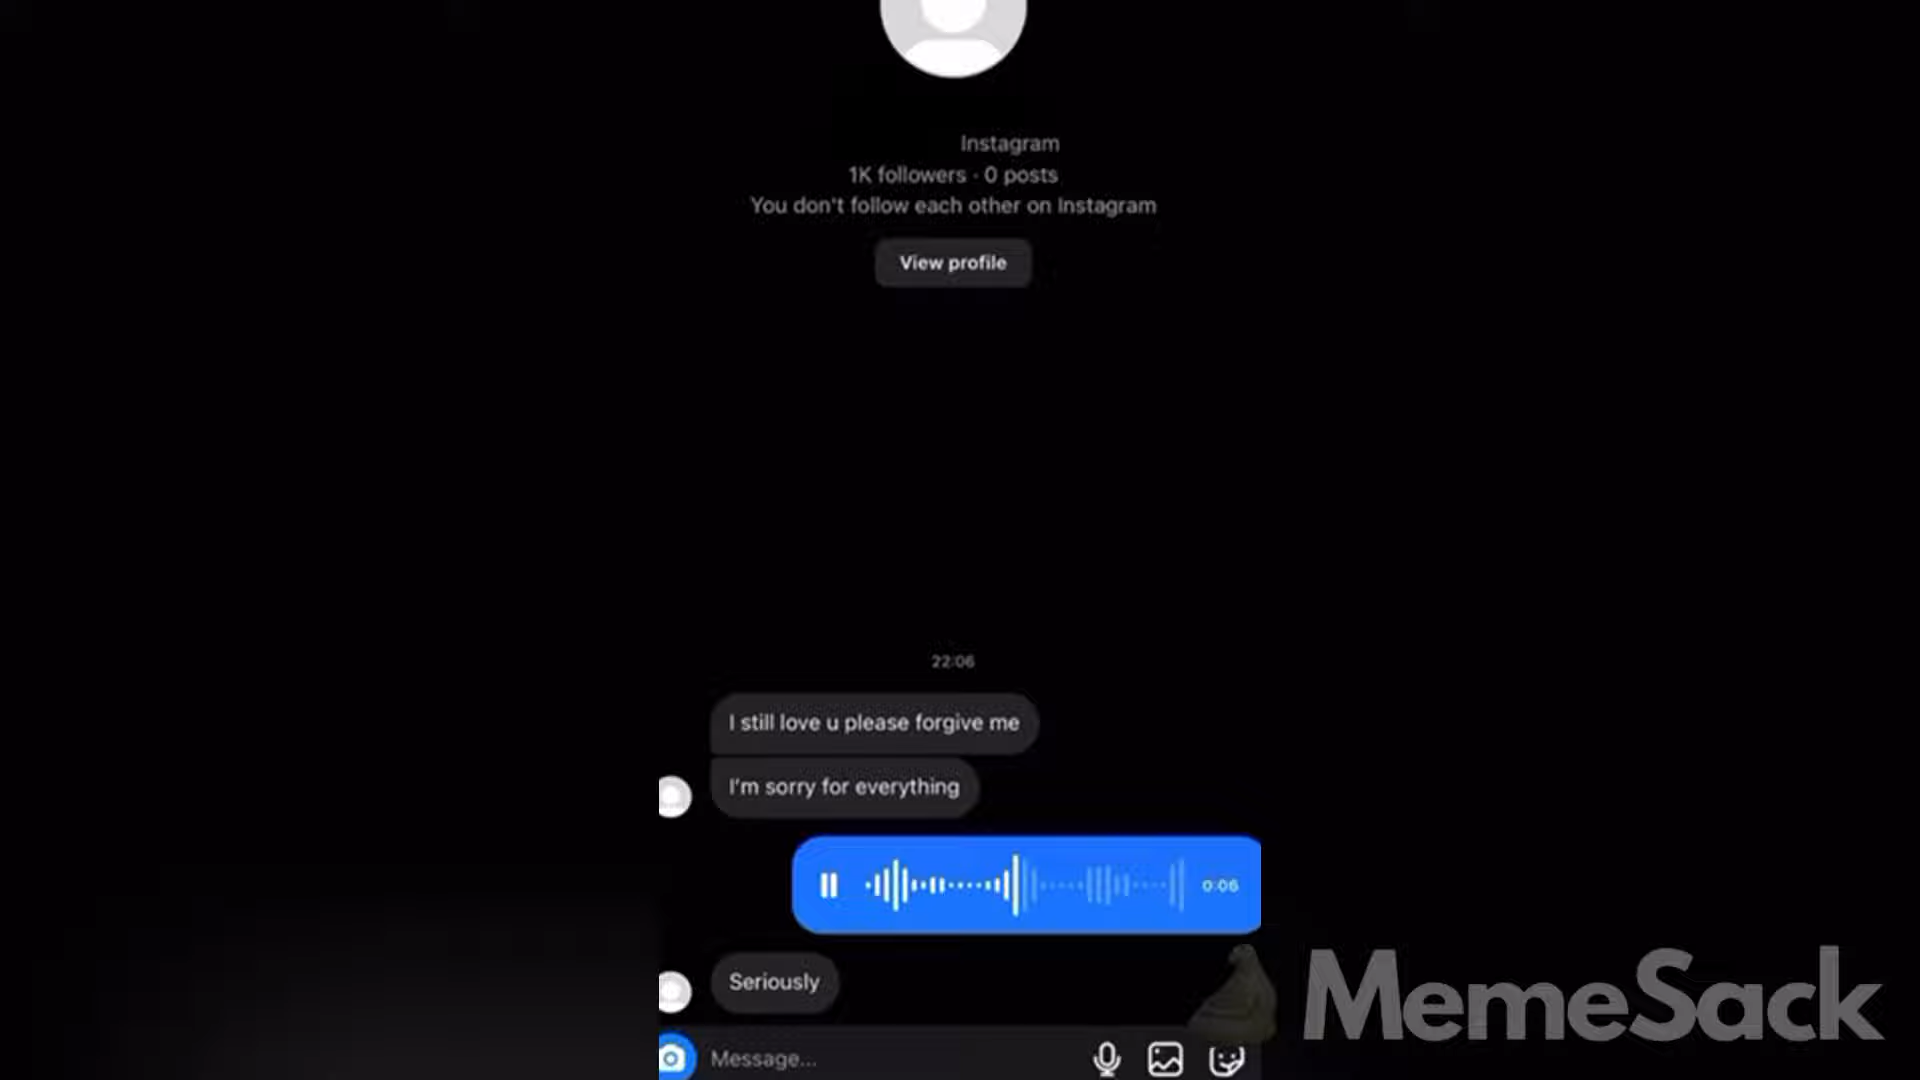 Instagram
1K followers · 0 posts
You don't follow each other on Instagram
View profile
22:06
I still love u please forgive me
I'm sorry for everything
0:06
Seriously
Message...
MemeSack